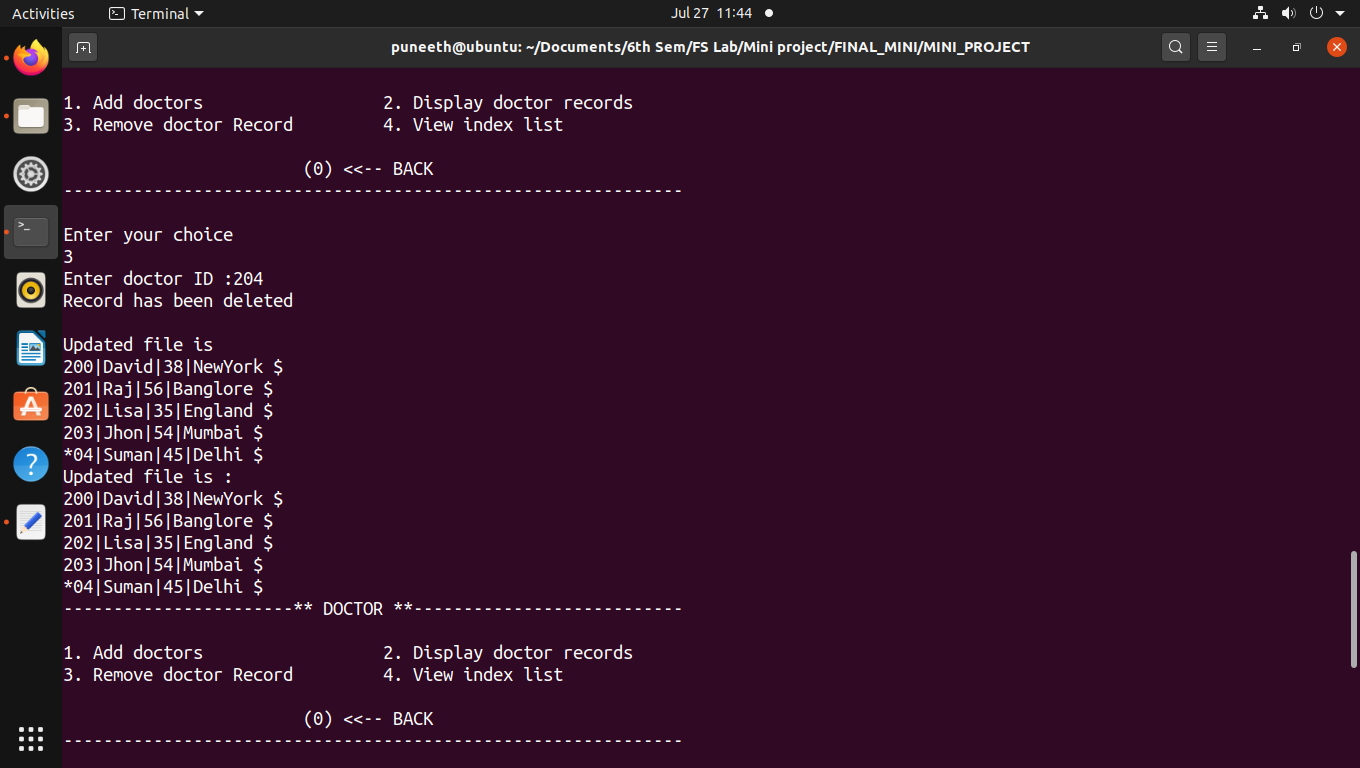 Activities Terminal Jul 27 11:44
puneeth@ubuntu: ~/Documents/6th Sem/FS Lab/Mini project/FINAL_MINI/MINI_PROJECT
1. Add doctors 2. Display doctor records
3. Remove doctor Record 4. View index list
(0) <<-- BACK
--------------------------------------------------------------
Enter your choice
3
Enter doctor ID :204
Record has been deleted
Updated file is
200|David|38|NewYork $
201|Raj|56|Banglore $
202|Lisa|35|England $
203|Jhon|54|Mumbai $
*04|Suman|45|Delhi $
Updated file is :
200|David|38|NewYork $
201|Raj|56|Banglore $
202|Lisa|35|England $
203|Jhon|54|Mumbai $
*04|Suman|45|Delhi $
-----------------------** DOCTOR **---------------------------
1. Add doctors 2. Display doctor records
3. Remove doctor Record 4. View index list
(0) <<-- BACK
--------------------------------------------------------------